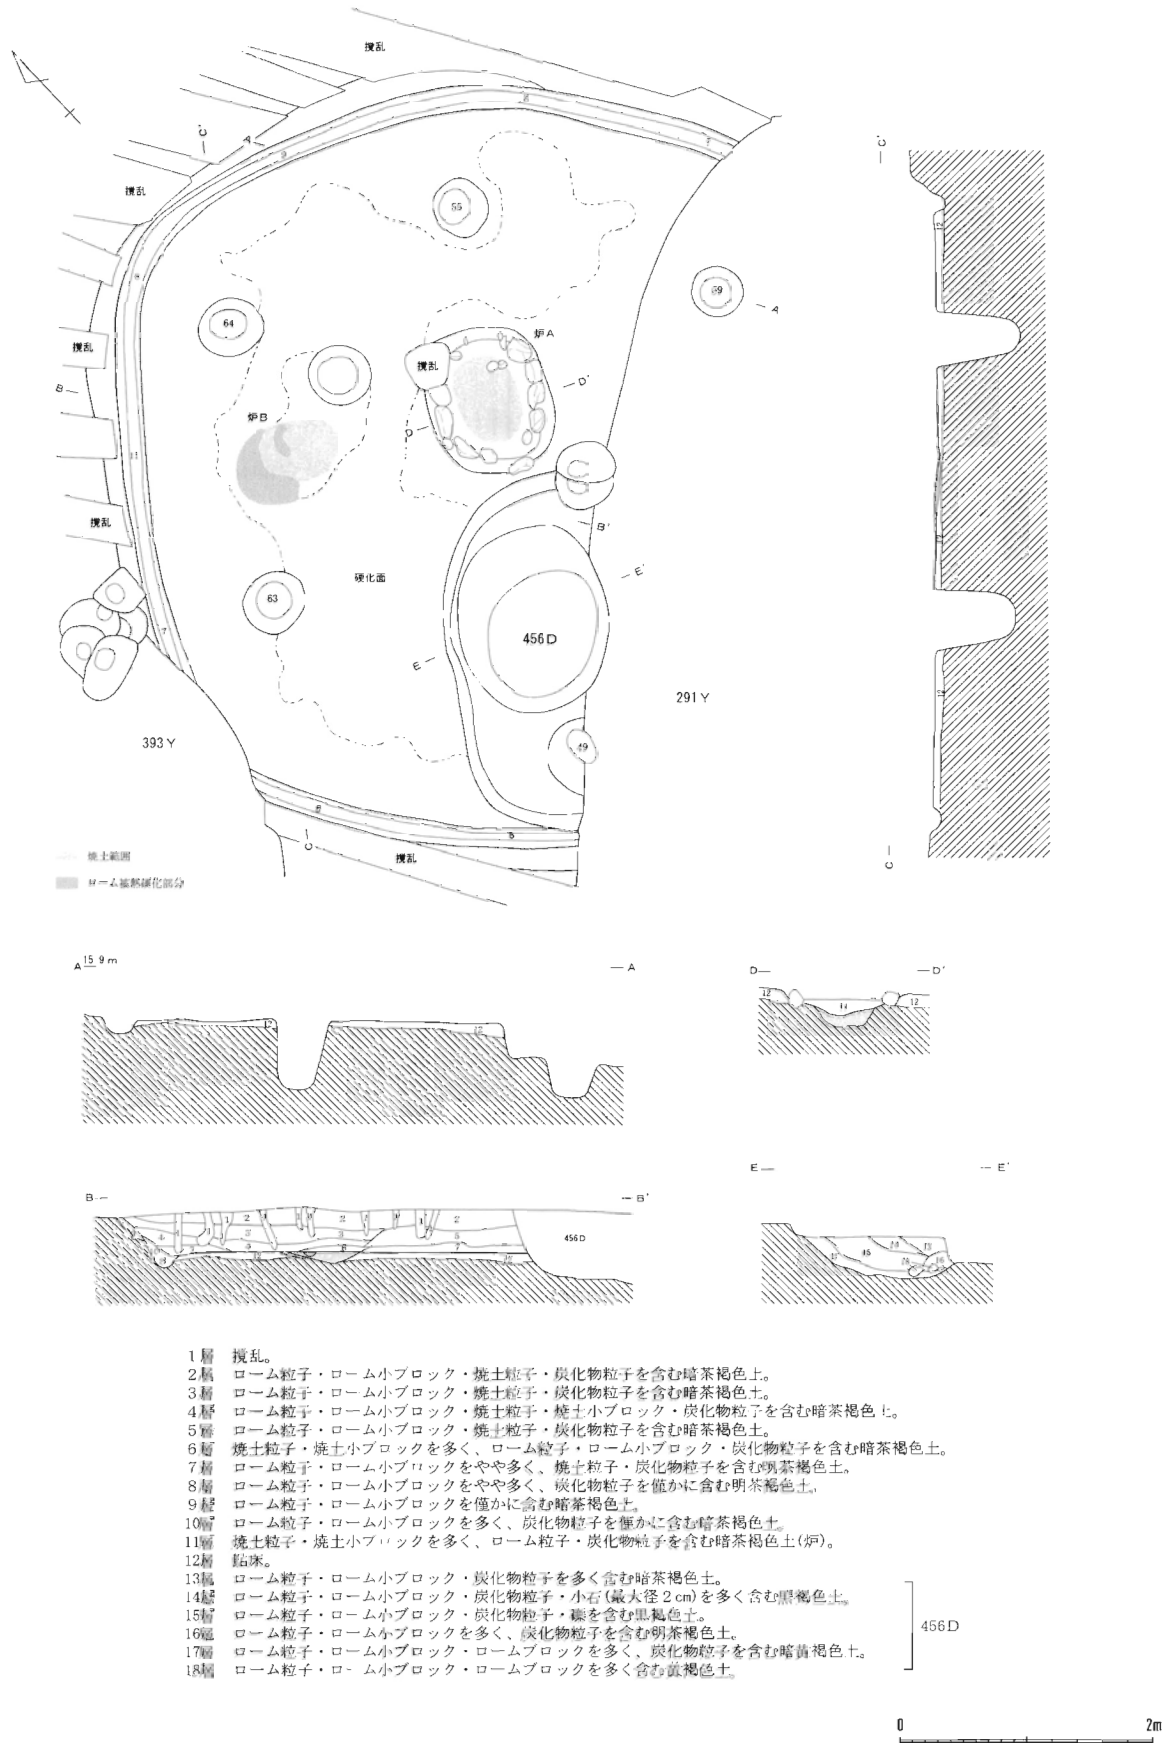 攪乱
C'
A'
8
7
9
攪乱
55
C'
8
64
59
A
炉A
攪乱
攪乱
D'
B
炉B
D
11
攪乱
B'
硬化面
E'
63
456D
E
7
291Y
393Y
49
6
6
C
攪乱
C
焼土範囲
ローム被熱硬化部分
A 15.9m
A
D
D'
12
11
12
12
12
E
E'
B
B'
456D
1層 攪乱。
2層 ローム粒子・ローム小ブロック・焼土粒子・炭化物粒子を含む暗茶褐色土。
3層 ローム粒子・ローム小ブロック・焼土粒子・炭化物粒子を含む暗茶褐色土。
4層 ローム粒子・ローム小ブロック・焼土粒子・焼土小ブロック・炭化物粒子を含む暗茶褐色土。
5層 ローム粒子・ローム小ブロック・焼土粒子・炭化物粒子を含む暗茶褐色土。
6層 焼土粒子・焼土小ブロックを多く、ローム粒子・ローム小ブロック・炭化物粒子を含む暗茶褐色土。
7層 ローム粒子・ローム小ブロックをやや多く、焼土粒子・炭化物粒子を含む明茶褐色土。
8層 ローム粒子・ローム小ブロックをやや多く、炭化物粒子を僅かに含む明茶褐色土。
9層 ローム粒子・ローム小ブロックを僅かに含む暗茶褐色土。
10層 ローム粒子・ローム小ブロックを多く、炭化物粒子を僅かに含む暗茶褐色土。
11層 焼土粒子・焼土小ブロックを多く、ローム粒子・炭化物粒子を含む暗茶褐色土(炉)。
12層 貼床。
13層 ローム粒子・ローム小ブロック・炭化物粒子を多く含む暗茶褐色土。
14層 ローム粒子・ローム小ブロック・炭化物粒子・小石(最大径2cm)を多く含む黒褐色土。
15層 ローム粒子・ローム小ブロック・炭化物粒子・礫を含む黒褐色土。
16層 ローム粒子・ローム小ブロックを多く、炭化物粒子を含む明茶褐色土。
17層 ローム粒子・ローム小ブロック・ロームブロックを多く、炭化物粒子を含む暗黄褐色土。
18層 ローム粒子・ローム小ブロック・ロームブロックを多く含む黄褐色土。
456D
0 2m